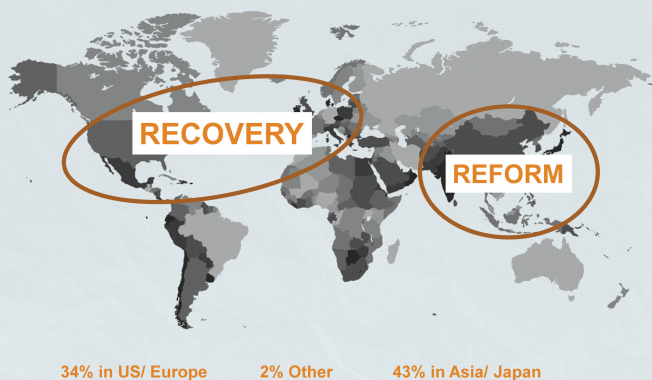 RECOVERY
REFORM
34% in US/ Europe 2% Other 43% in Asia/ Japan